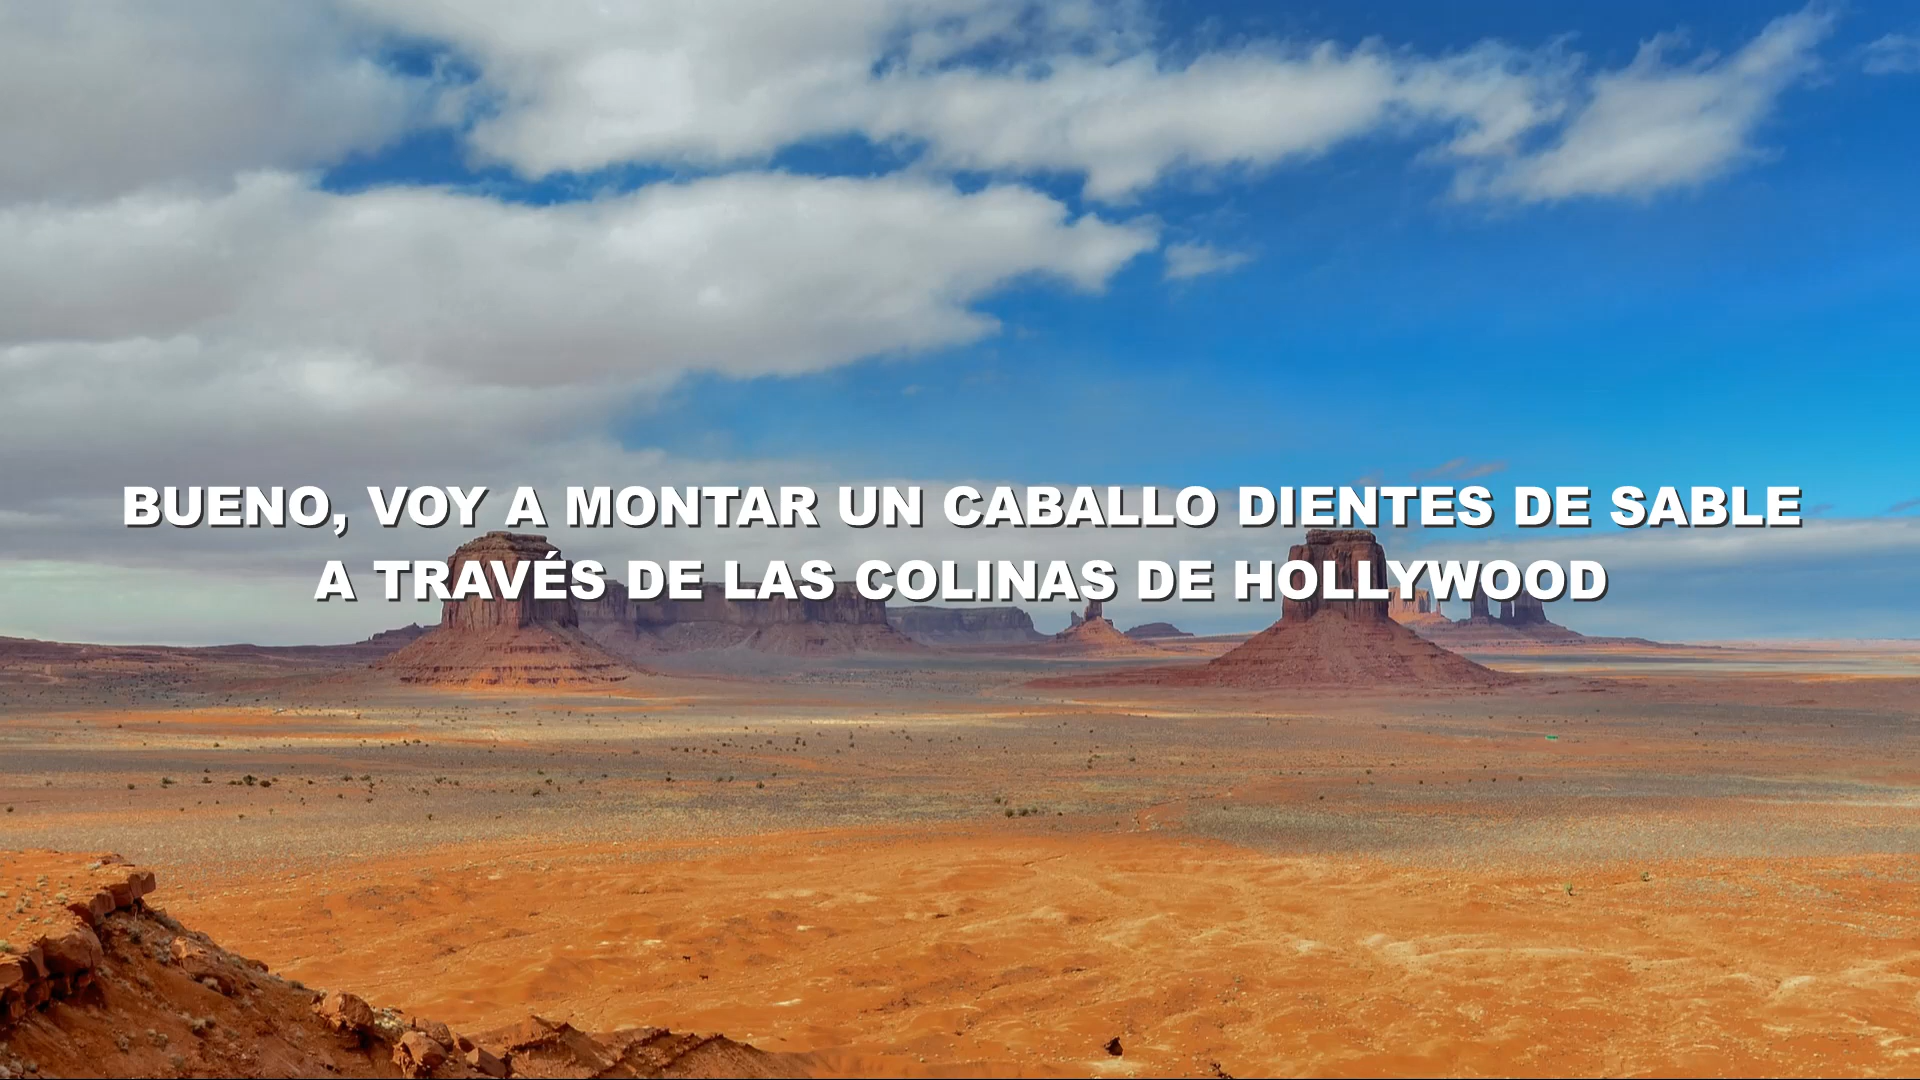 BUENO, VOY A MONTAR UN CABALLO DIENTES DE SABLE
A TRAVÉS DE LAS COLINAS DE HOLLYWOOD